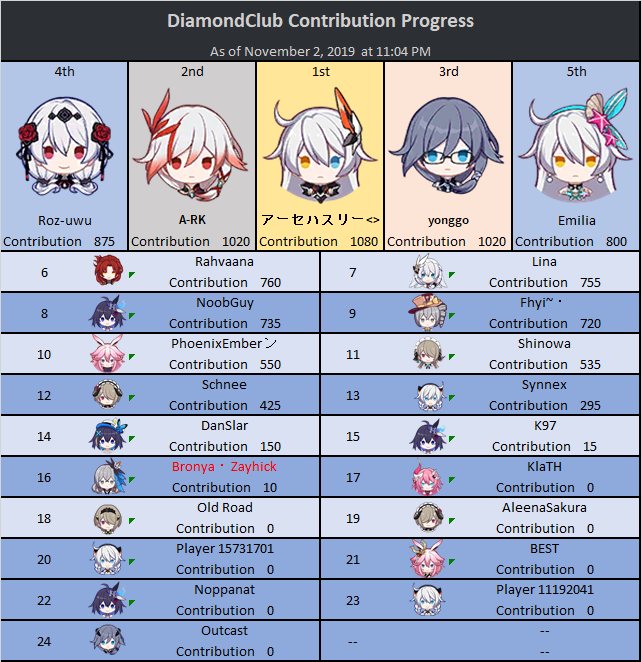 DiamondClub Contribution Progress
As of November 2, 2019 at 11:04 PM
4th 2nd 1st 3rd 5th
Roz-uwu A-RK アーセハスリー<> yonggo Emilia
Contribution 875 Contribution 1020 Contribution 1080 Contribution 1020 Contribution 800
6 Rahvaana
Contribution 760
7 Lina
Contribution 755
8 NoobGuy
Contribution 735
9 Fhyi~・
Contribution 720
10 PhoenixEmberン
Contribution 550
11 Shinowa
Contribution 535
12 Schnee
Contribution 425
13 Synnex
Contribution 295
14 DanSlar
Contribution 150
15 K97
Contribution 15
16 Bronya・Zayhick
Contribution 10
17 KlaTH
Contribution 0
18 Old Road
Contribution 0
19 AleenaSakura
Contribution 0
20 Player 15731701
Contribution 0
21 BEST
Contribution 0
22 Noppanat
Contribution 0
23 Player 11192041
Contribution 0
24 Outcast
Contribution 0
-- --
--